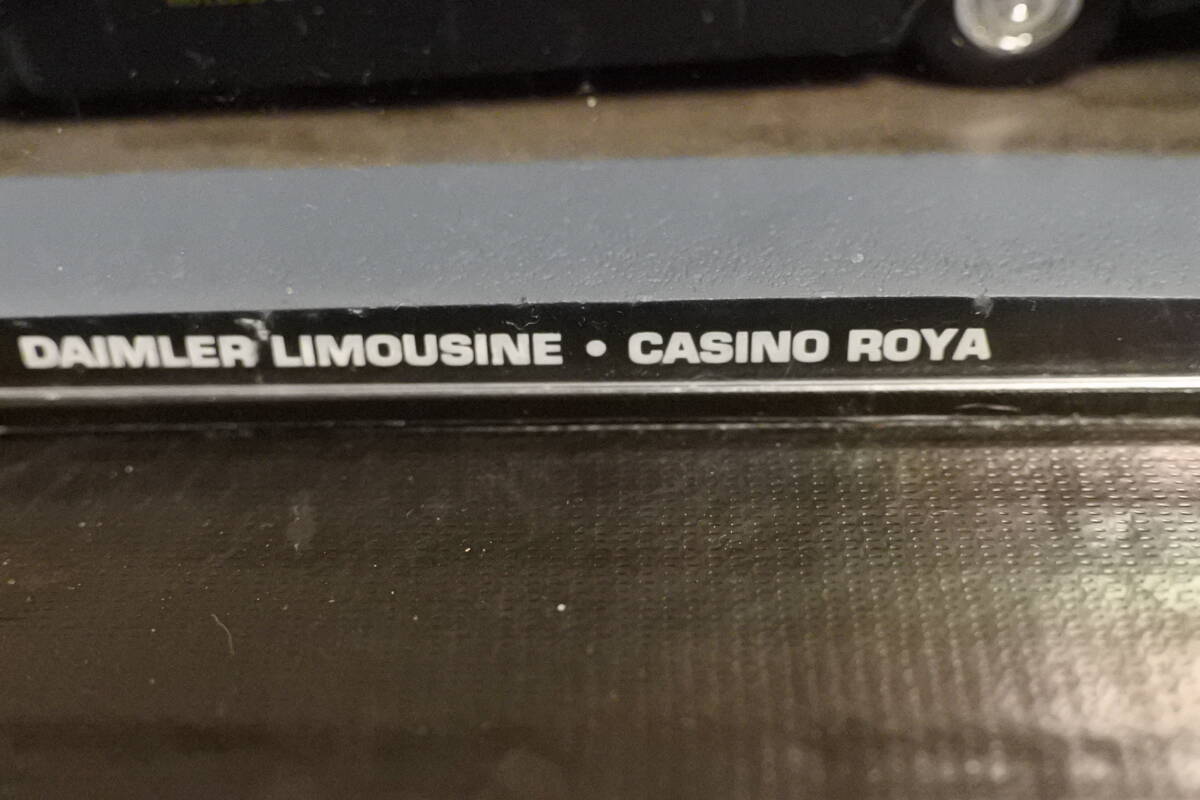 DAIMLER LIMOUSINE • CASINO ROYA